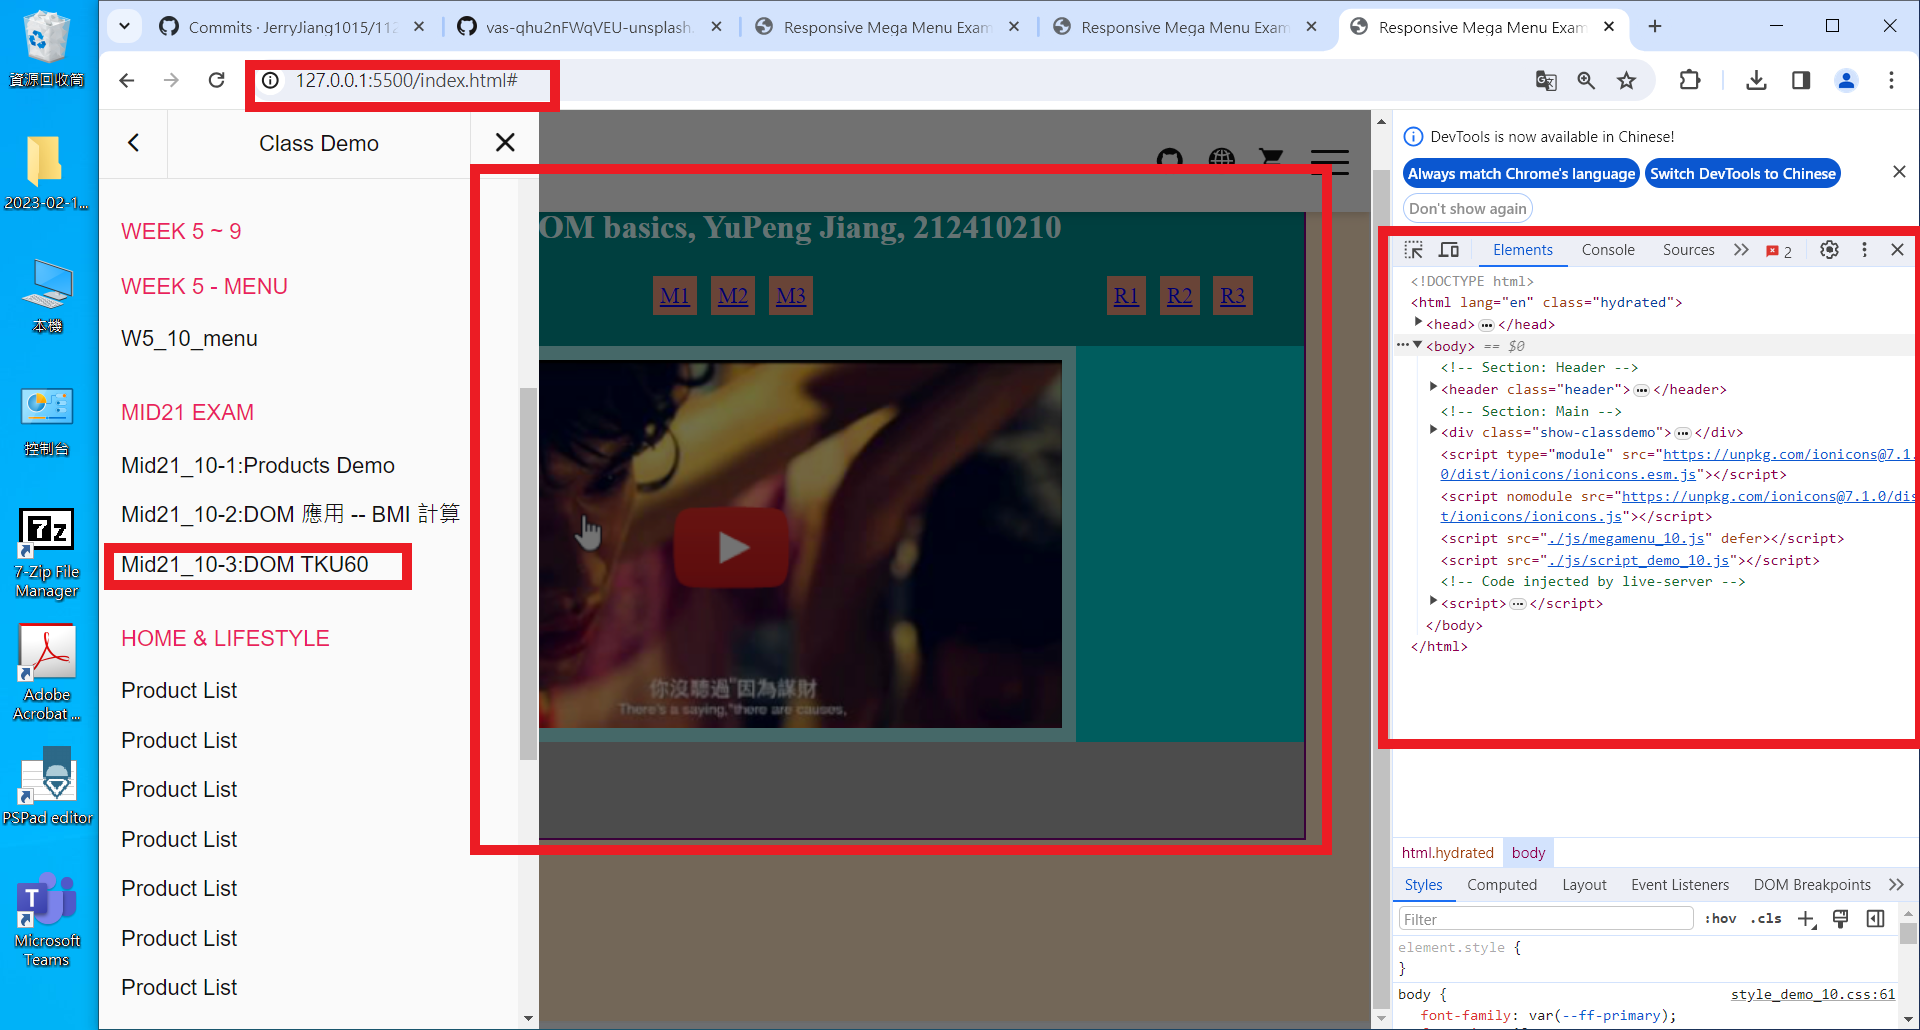 資源回收筒
2023-02-1...
本機
控制台
7-Zip File
Manager
Adobe
Acrobat ...
PSPad editor
Microsoft
Teams
Commits · JerryJiang1015/112
vas-qhu2nFWqVEU-unsplash.
Responsive Mega Menu Exam
Responsive Mega Menu Exam
Responsive Mega Menu Exam
127.0.0.1:5500/index.html#
Class Demo
WEEK 5 ~ 9
WEEK 5 - MENU
W5_10_menu
MID21 EXAM
Mid21_10-1:Products Demo
Mid21_10-2:DOM 應用 -- BMI 計算
Mid21_10-3:DOM TKU60
HOME & LIFESTYLE
Product List
Product List
Product List
Product List
Product List
Product List
Product List
OM basics, YuPeng Jiang, 212410210
M1 M2 M3 R1 R2 R3
你沒聽過"因為謀財
There's a saying,"there are causes,
DevTools is now available in Chinese!
Always match Chrome's language
Switch DevTools to Chinese
Don't show again
Elements Console Sources 2
<!DOCTYPE html>
<html lang="en" class="hydrated">
<head> ... </head>
... <body> == $0
<!-- Section: Header -->
<header class="header"> ... </header>
<!-- Section: Main -->
<div class="show-classdemo"> ... </div>
<script type="module" src="https://unpkg.com/ionicons@7.1.
0/dist/ionicons/ionicons.esm.js"></script>
<script nomodule src="https://unpkg.com/ionicons@7.1.0/dis
t/ionicons/ionicons.js"></script>
<script src="./js/megamenu_10.js" defer></script>
<script src="./js/script_demo_10.js"></script>
<!-- Code injected by live-server -->
<script> ... </script>
</body>
</html>
html.hydrated body
Styles Computed Layout Event Listeners DOM Breakpoints
Filter :hov .cls
element.style {
}
body { style_demo_10.css:61
font-family: var(--ff-primary);